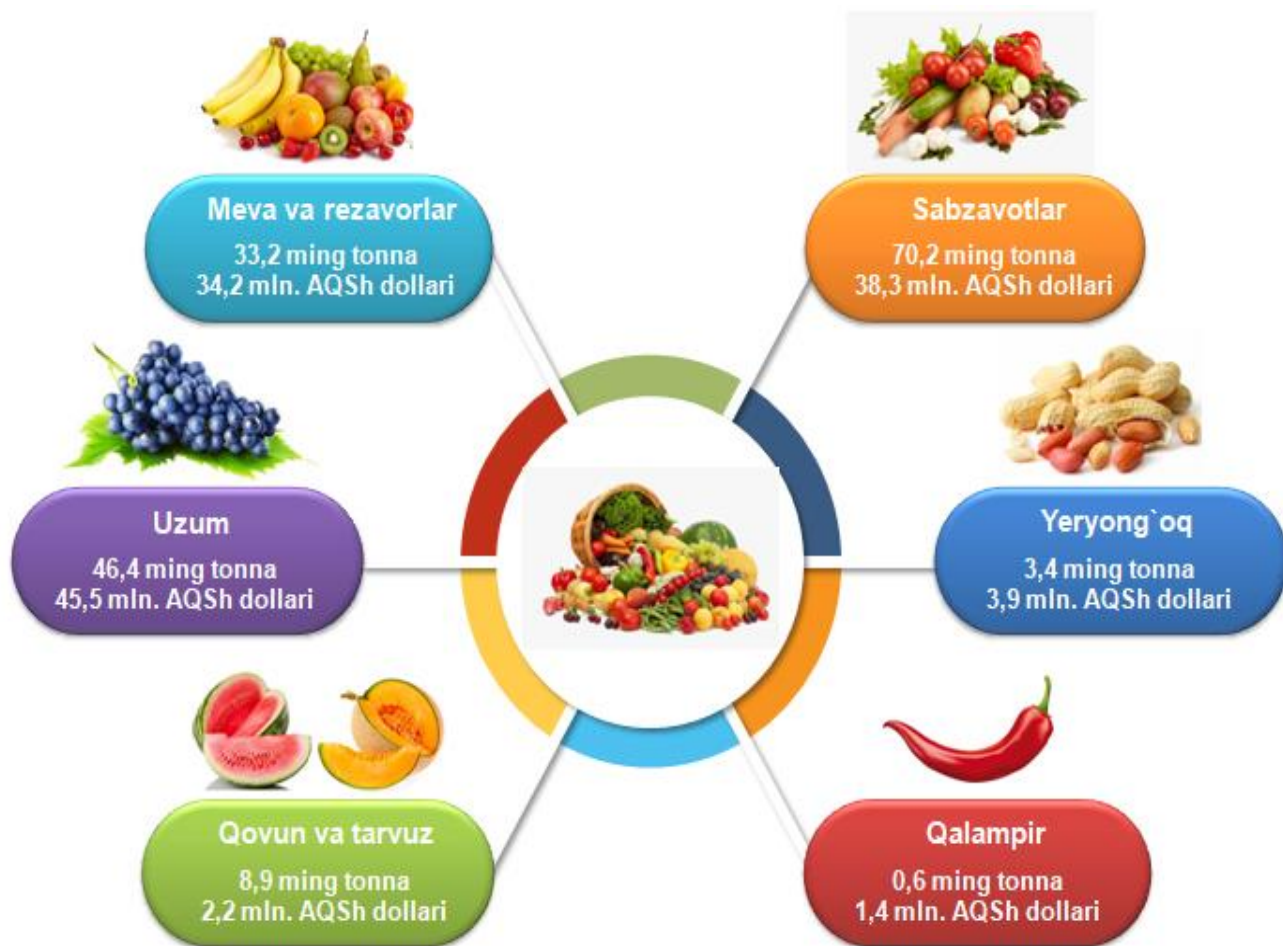 Meva va rezavorlar
33,2 ming tonna
34,2 mln. AQSh dollari
Sabzavotlar
70,2 ming tonna
38,3 mln. AQSh dollari
Uzum
46,4 ming tonna
45,5 mln. AQSh dollari
Yeryong`oq
3,4 ming tonna
3,9 mln. AQSh dollari
Qovun va tarvuz
8,9 ming tonna
2,2 mln. AQSh dollari
Qalampir
0,6 ming tonna
1,4 mln. AQSh dollari